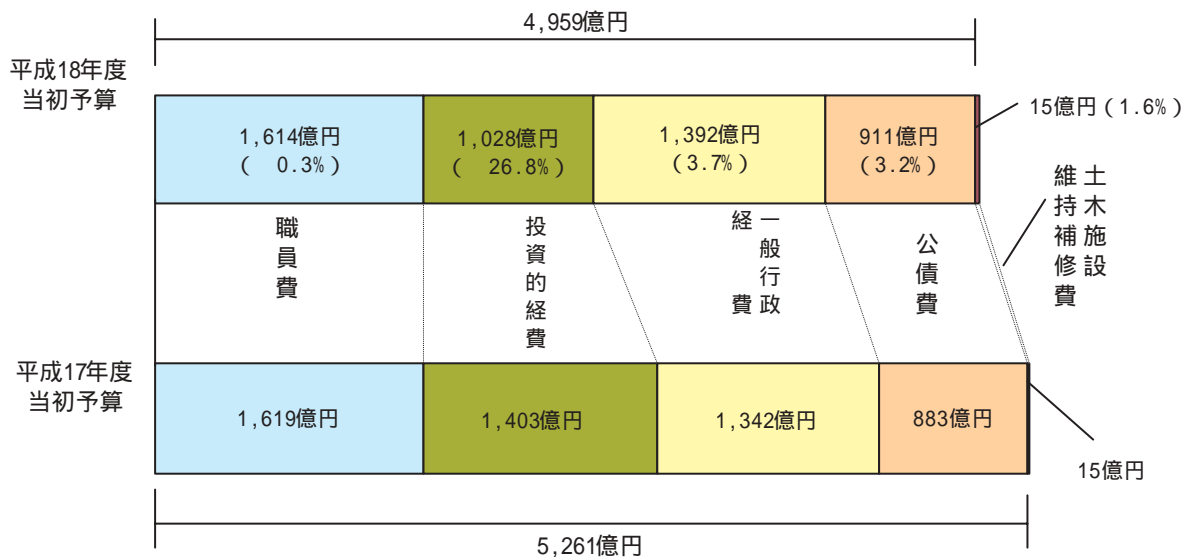 4,959億円
平成18年度
当初予算
1,614億円
( 0.3%)
1,028億円
( 26.8%)
1,392億円
(3.7%)
911億円
(3.2%)
15億円(1.6%)
職員費
投資的経費
一般行政
経費
公債費
土木施設
維持補修費
平成17年度
当初予算
1,619億円
1,403億円
1,342億円
883億円
15億円
5,261億円